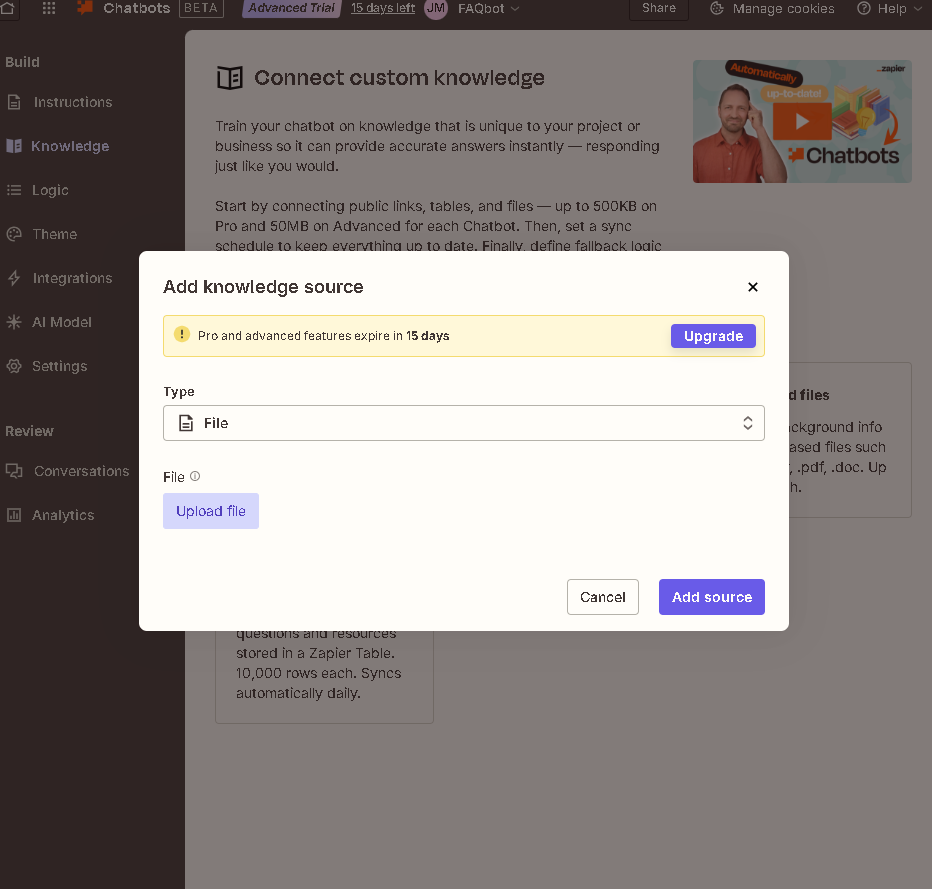 Chatbots BETA Advanced Trial 15 days left JM FAQbot Share Manage cookies Help
Build
Instructions
Knowledge
Logic
Theme
Integrations
AI Model
Settings
Review
Conversations
Analytics
Connect custom knowledge
Train your chatbot on knowledge that is unique to your project or
business so it can provide accurate answers instantly — responding
just like you would.
Start by connecting public links, tables, and files — up to 500KB on
Pro and 50MB on Advanced for each Chatbot. Then, set a sync
schedule to keep everything up to date. Finally, define fallback logic
Automatically
up-to-date!
zapier
Chatbots
Add knowledge source
Pro and advanced features expire in 15 days
Upgrade
Type
File
File
Upload file
Cancel
Add source
files
info
files such
.pdf, .doc. Up
questions and resources
stored in a Zapier Table.
10,000 rows each. Syncs
automatically daily.